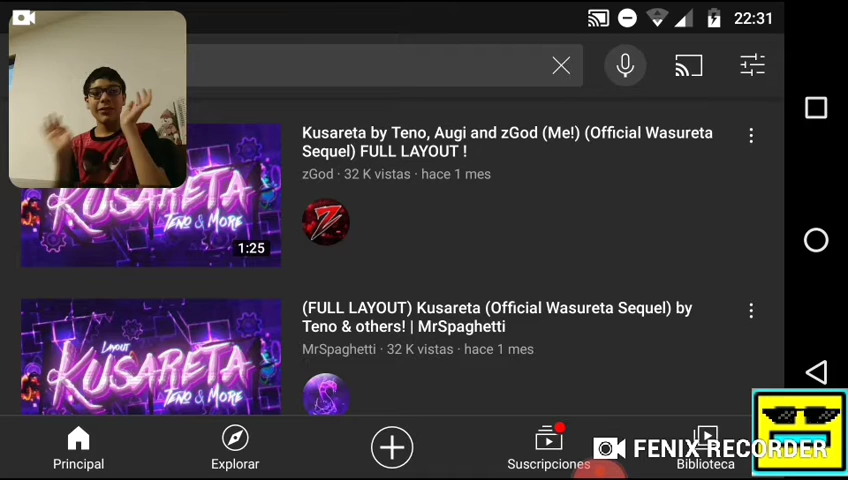 22:31
Kusareta by Teno, Augi and zGod (Me!) (Official Wasureta
Sequel) FULL LAYOUT !
zGod · 32 K vistas · hace 1 mes
KUSARETA
TENO & MORE
1:25
(FULL LAYOUT) Kusareta (Official Wasureta Sequel) by
Teno & others! | MrSpaghetti
MrSpaghetti · 32 K vistas · hace 1 mes
LAYOUT
KUSARETA
Principal
Explorar
Suscripciones
Biblioteca
FENIX RECORDER